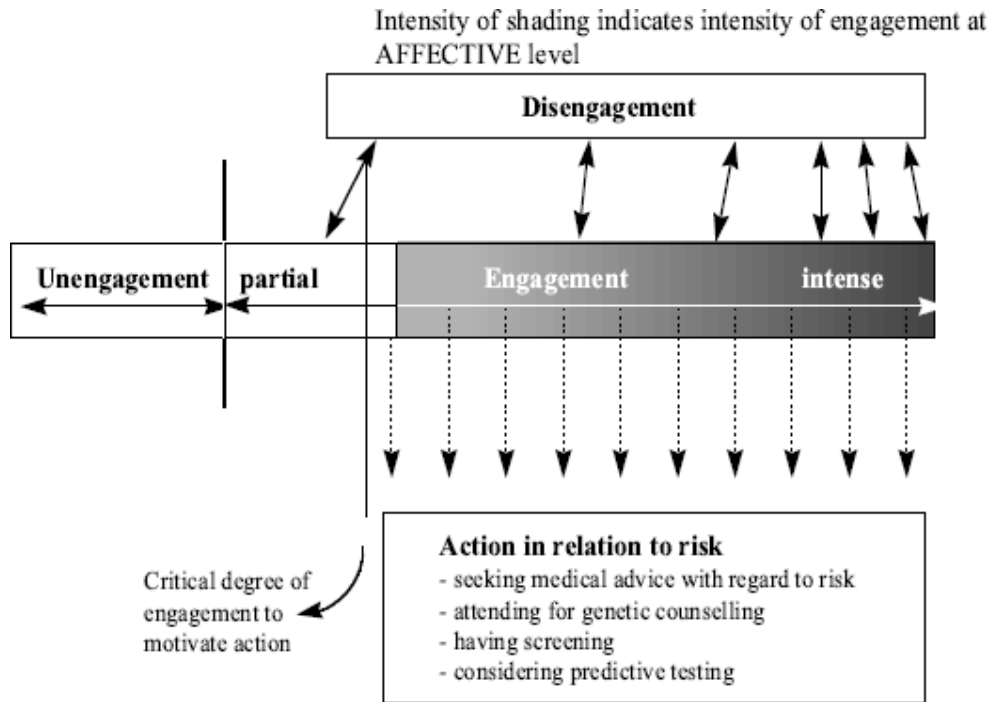 Intensity of shading indicates intensity of engagement at
AFFECTIVE level
Disengagement
Unengagement
partial
Engagement
intense
Critical degree of
engagement to
motivate action
Action in relation to risk
- seeking medical advice with regard to risk
- attending for genetic counselling
- having screening
- considering predictive testing